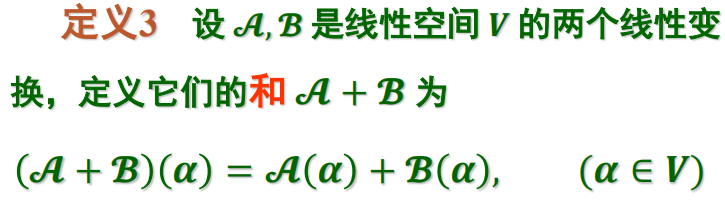 定义3 设 𝓐, 𝓑 是线性空间 𝑽 的两个线性变
换，定义它们的和 𝓐 + 𝓑 为
(𝓐 + 𝓑)(𝜶) = 𝓐(𝜶) + 𝓑(𝜶), (𝜶 ∈ 𝑽)